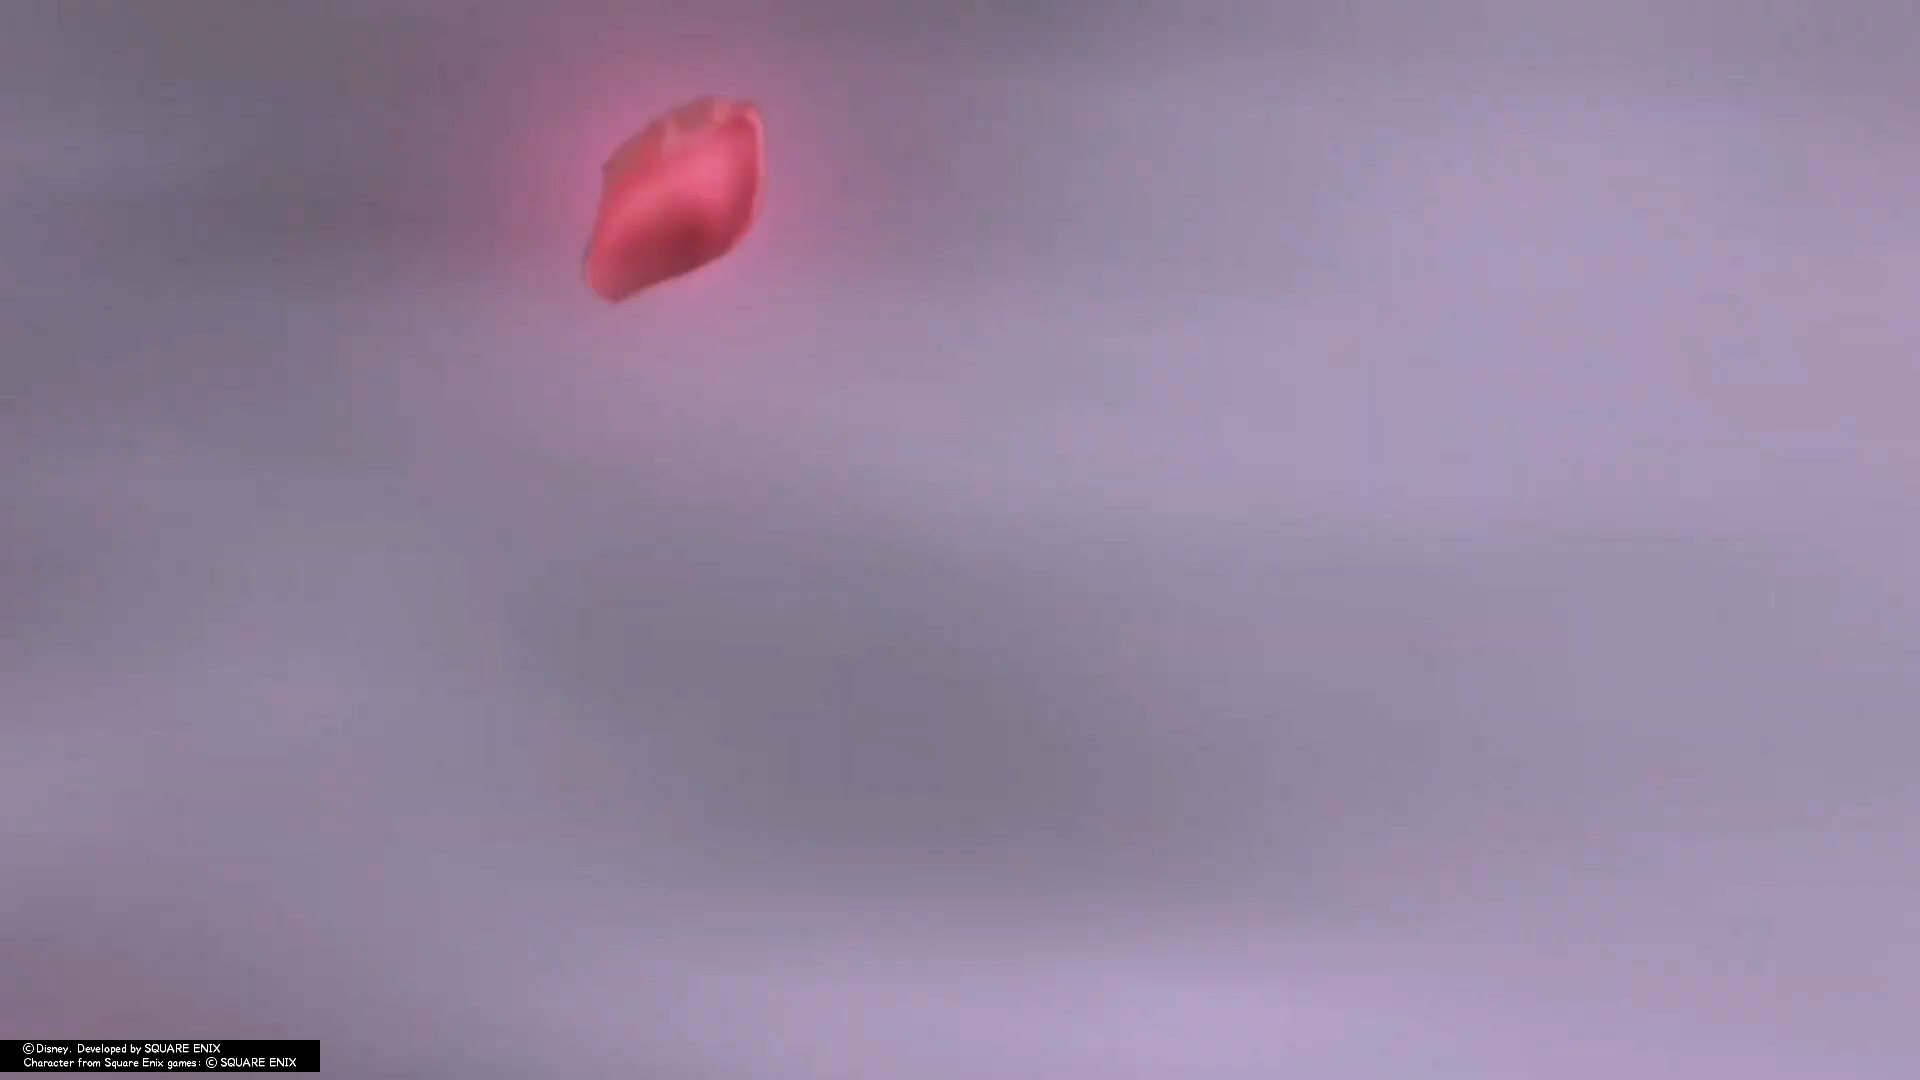 ©Disney. Developed by SQUARE ENIX
Character from Square Enix games: © SQUARE ENIX